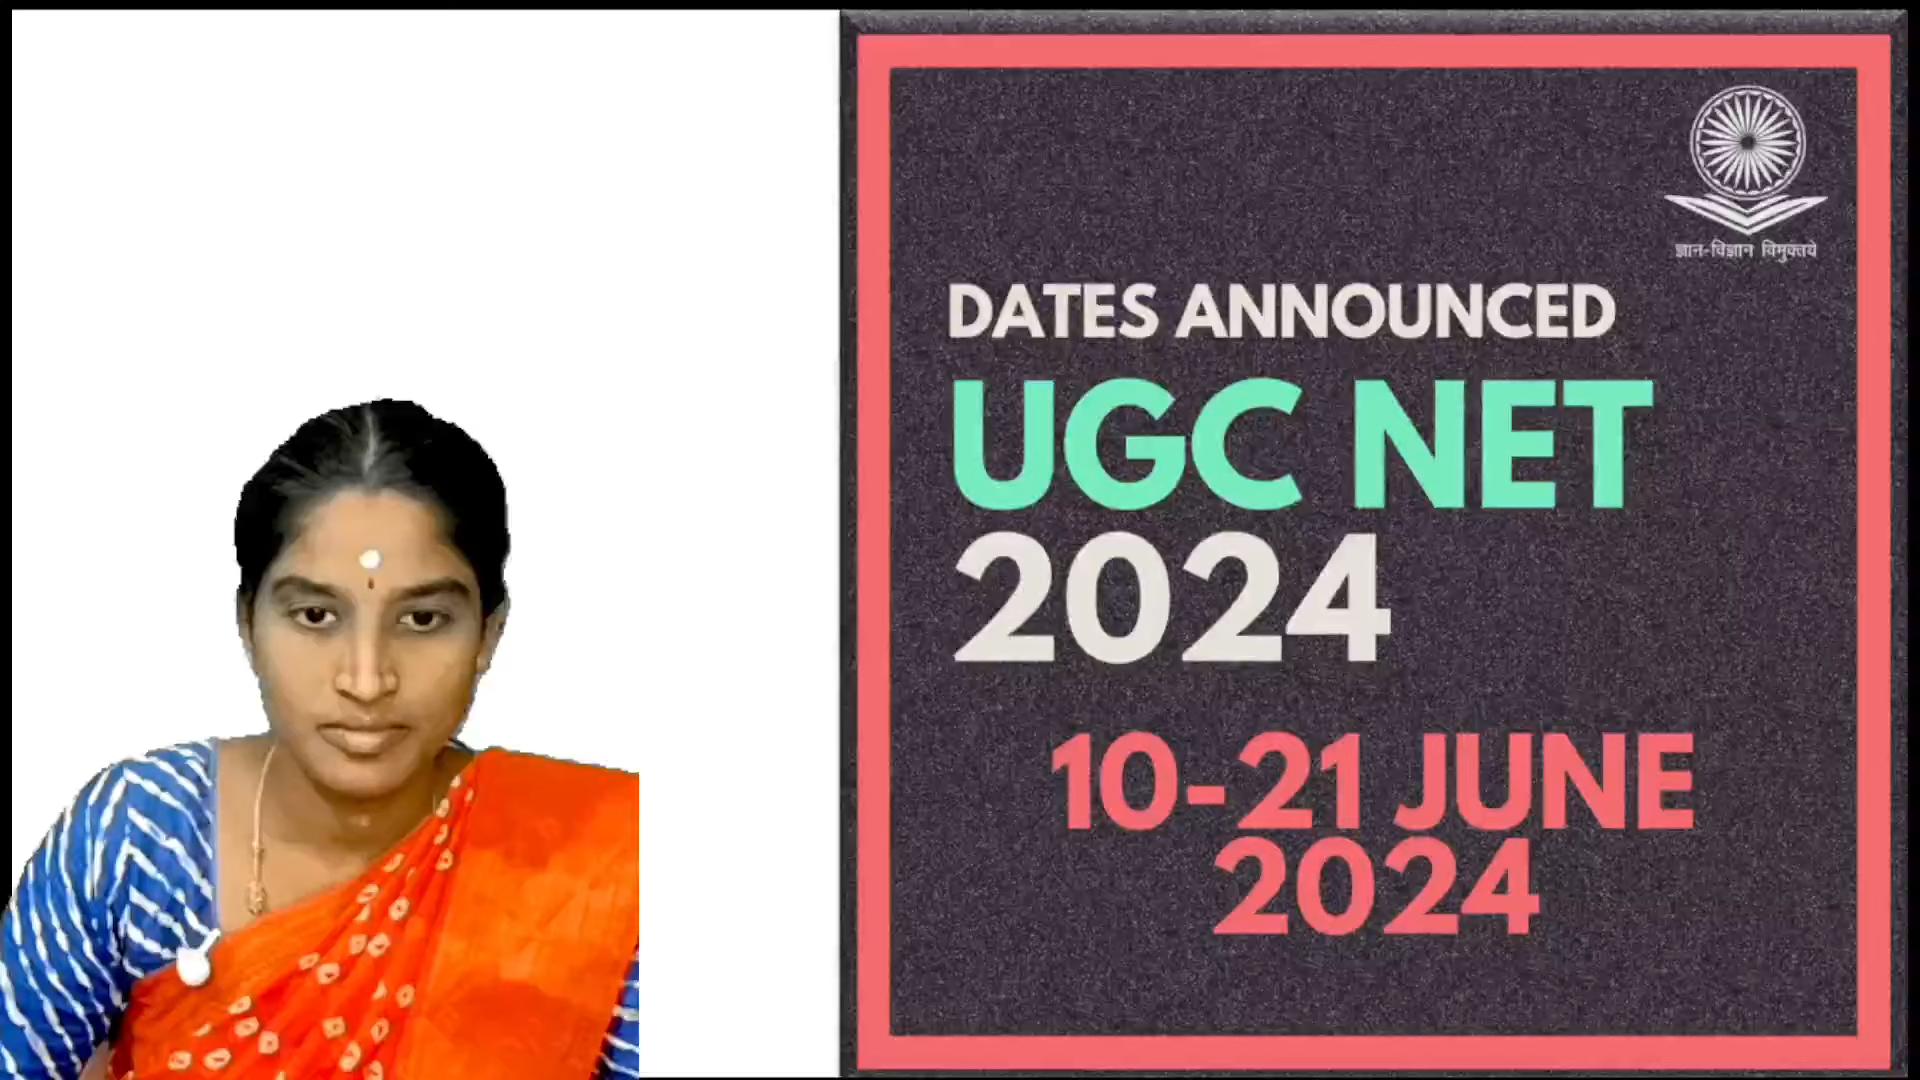 ज्ञान-विज्ञान विमुक्तये
DATES ANNOUNCED
UGC NET
2024
10-21 JUNE
2024